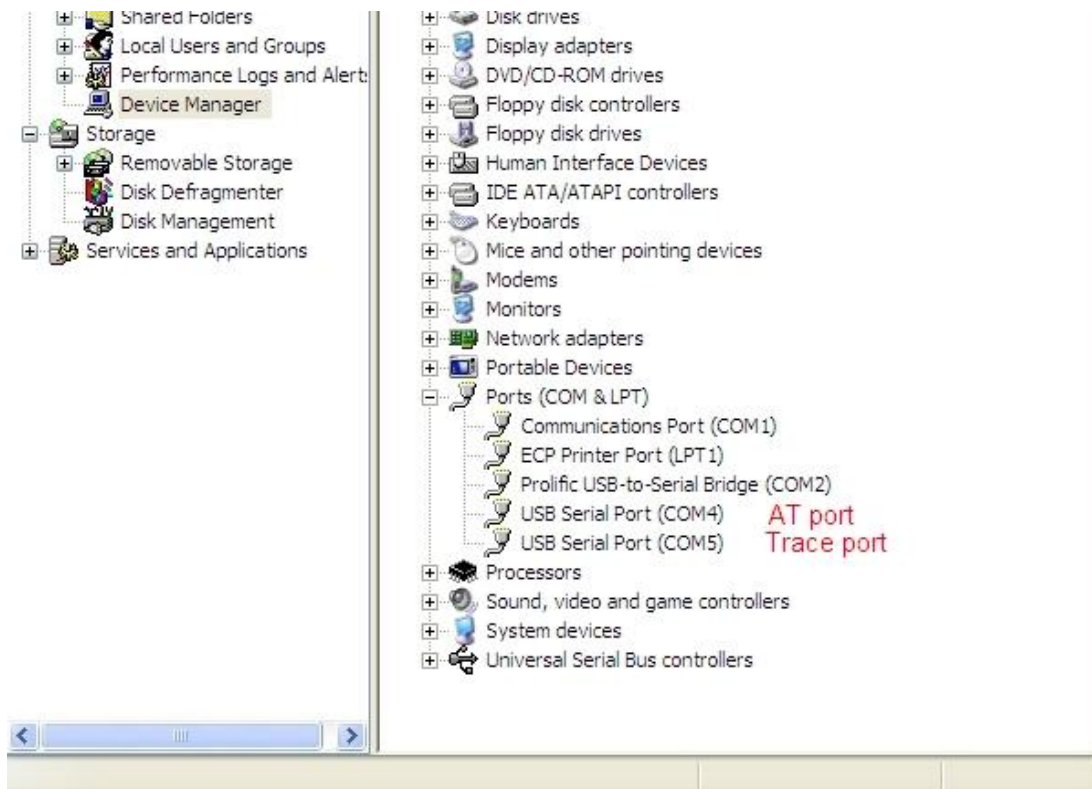 Shared Folders
Local Users and Groups
Performance Logs and Alerts
Device Manager
Storage
Removable Storage
Disk Defragmenter
Disk Management
Services and Applications
Disk drives
Display adapters
DVD/CD-ROM drives
Floppy disk controllers
Floppy disk drives
Human Interface Devices
IDE ATA/ATAPI controllers
Keyboards
Mice and other pointing devices
Modems
Monitors
Network adapters
Portable Devices
Ports (COM & LPT)
Communications Port (COM1)
ECP Printer Port (LPT1)
Prolific USB-to-Serial Bridge (COM2)
USB Serial Port (COM4) AT port
USB Serial Port (COM5) Trace port
Processors
Sound, video and game controllers
System devices
Universal Serial Bus controllers